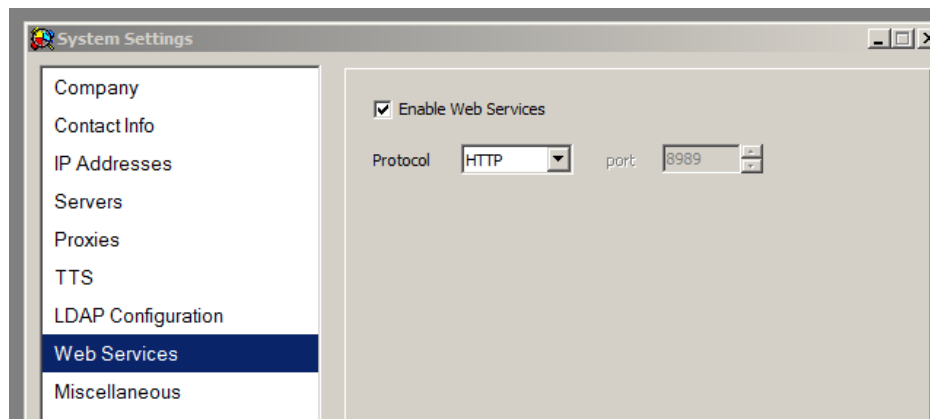 System Settings
Company
Contact Info
IP Addresses
Servers
Proxies
TTS
LDAP Configuration
Web Services
Miscellaneous
Enable Web Services
Protocol HTTP port 8989